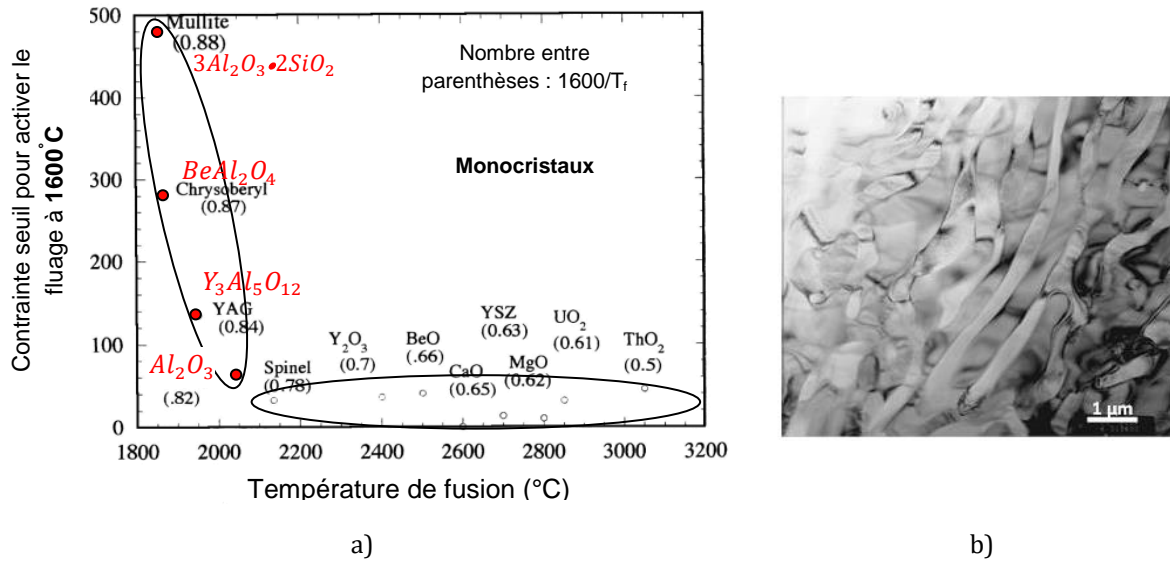 Contrainte seuil pour activer le
fluage à 1600°C
500
400
300
200
100
0
Mullite
(0.88)
3Al₂O₃•2SiO₂
Nombre entre
parenthèses : 1600/Tf
Monocristaux
BeAl₂O₄
Chrysoberyl
(0.87)
Y₃Al₅O₁₂
YAG
(0.84)
Al₂O₃
(.82)
Spinel
(0.78)
Y₂O₃
(0.7)
BeO
(.66)
CaO
(0.65)
YSZ
(0.63)
MgO
(0.62)
UO₂
(0.61)
ThO₂
(0.5)
1800 2000 2200 2400 2600 2800 3000 3200
Température de fusion (°C)
a)
1 µm
b)